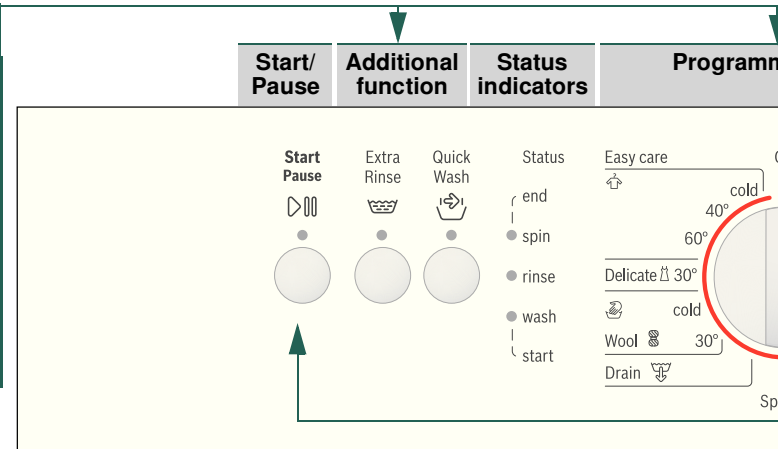 Start/
Pause
Additional
function
Status
indicators
Start
Pause
Extra
Rinse
Quick
Wash
Status
end
spin
rinse
wash
start
Easy care
cold
40°
60°
Delicate 30°
cold
Wool 30°
Drain